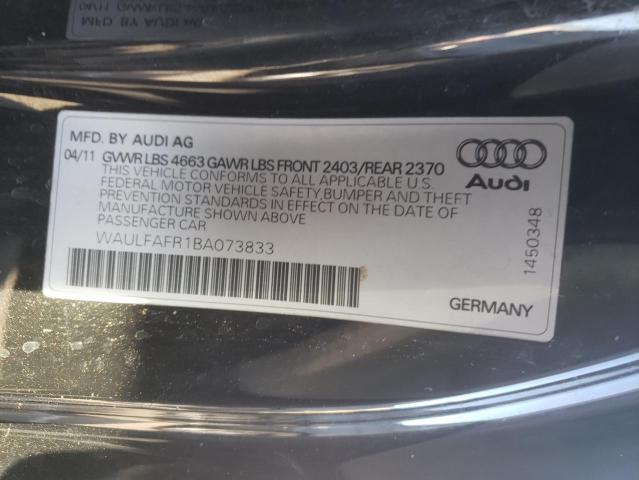 MFD. BY AUDI AG
04/11 GVWR LBS 4663 GAWR LBS FRONT 2403/REAR 2370
THIS VEHICLE CONFORMS TO ALL APPLICABLE U.S.
FEDERAL MOTOR VEHICLE SAFETY,BUMPER AND THEFT
PREVENTION STANDARDS IN EFFECT ON THE DATE OF
MANUFACTURE SHOWN ABOVE
PASSENGER CAR
WAULFAFR1BA073833
Audi
1450348
GERMANY